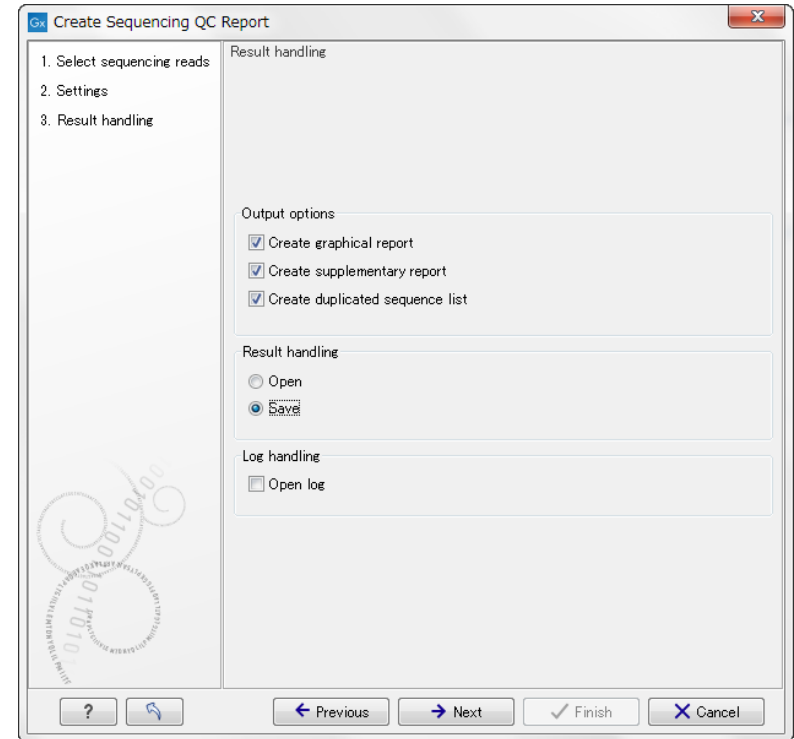 Gx Create Sequencing QC Report
1. Select sequencing reads
2. Settings
3. Result handling
Result handling
Output options
Create graphical report
Create supplementary report
Create duplicated sequence list
Result handling
Open
Save
Log handling
Open log
? Previous Next Finish Cancel